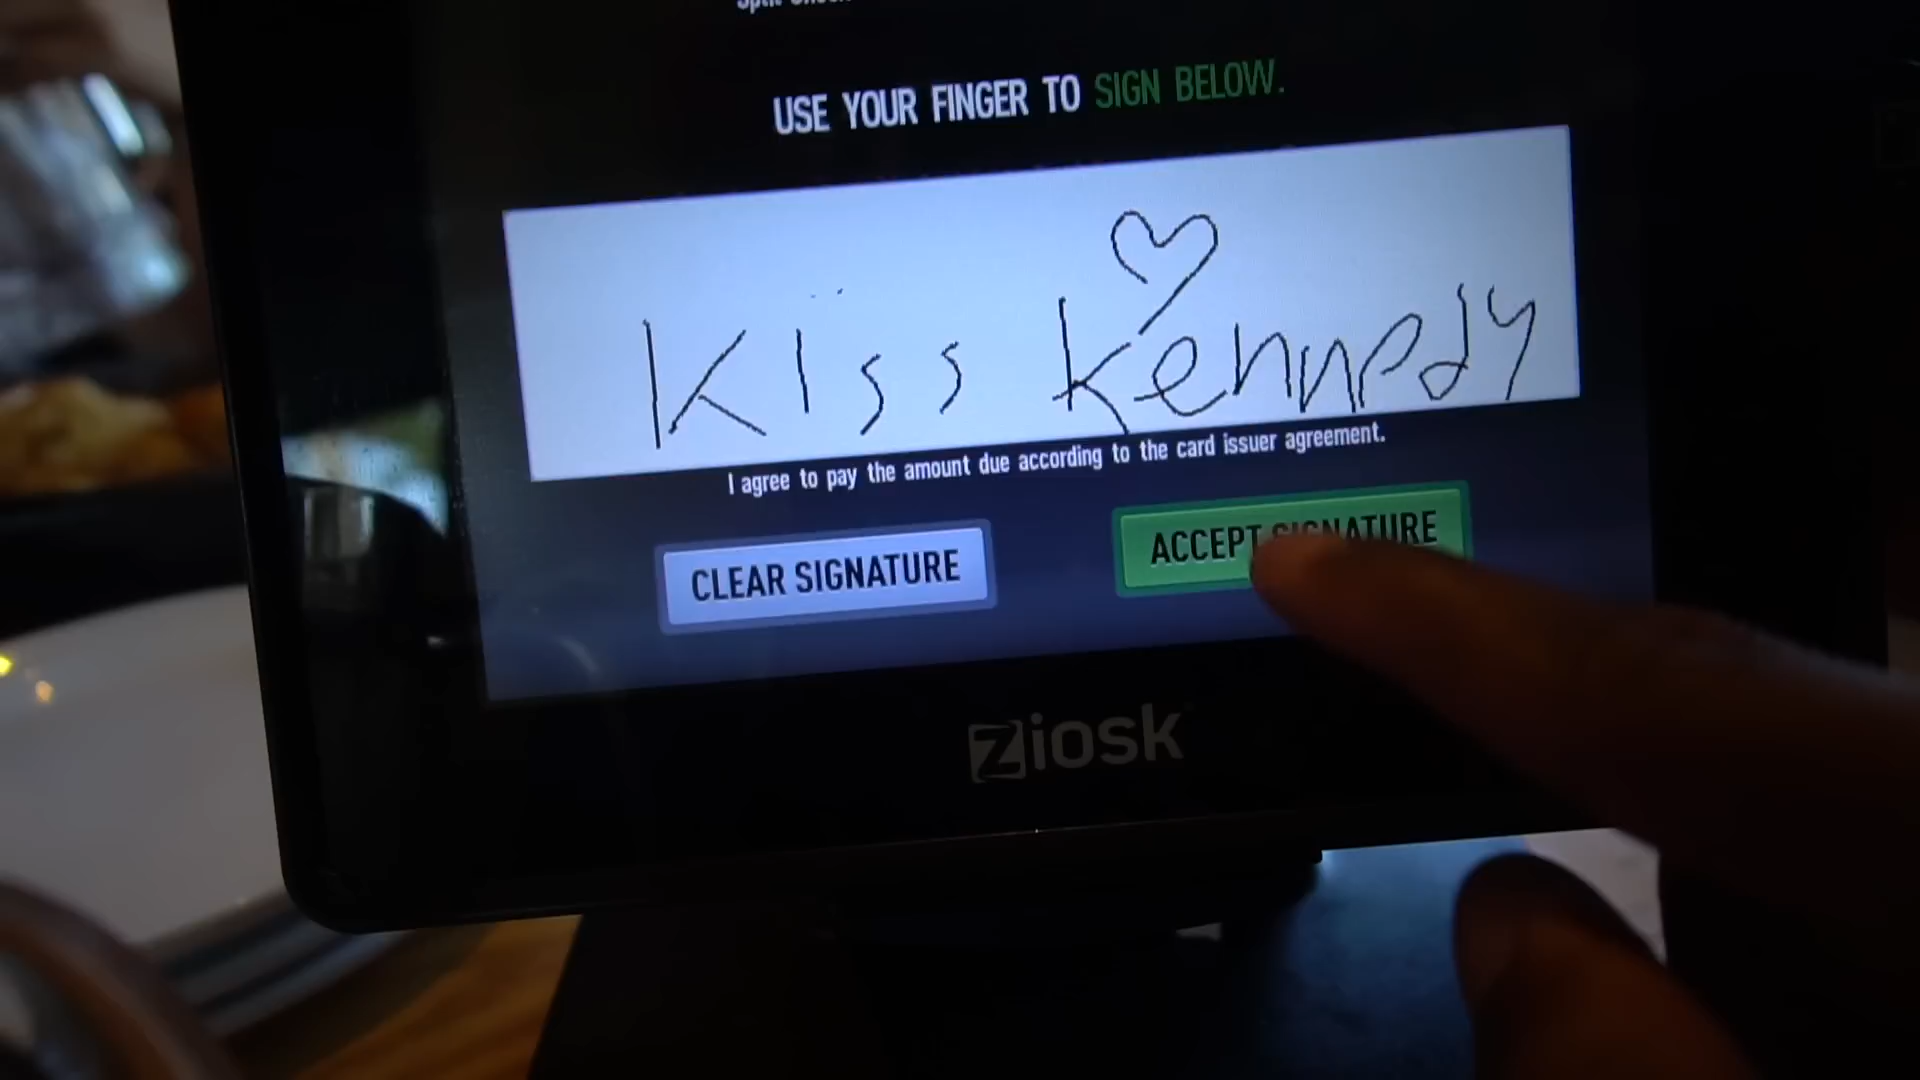 USE YOUR FINGER TO SIGN BELOW.
Kiss Kennedy
I agree to pay the amount due according to the card issuer agreement.
CLEAR SIGNATURE
ACCEPT SIGNATURE
ziosk